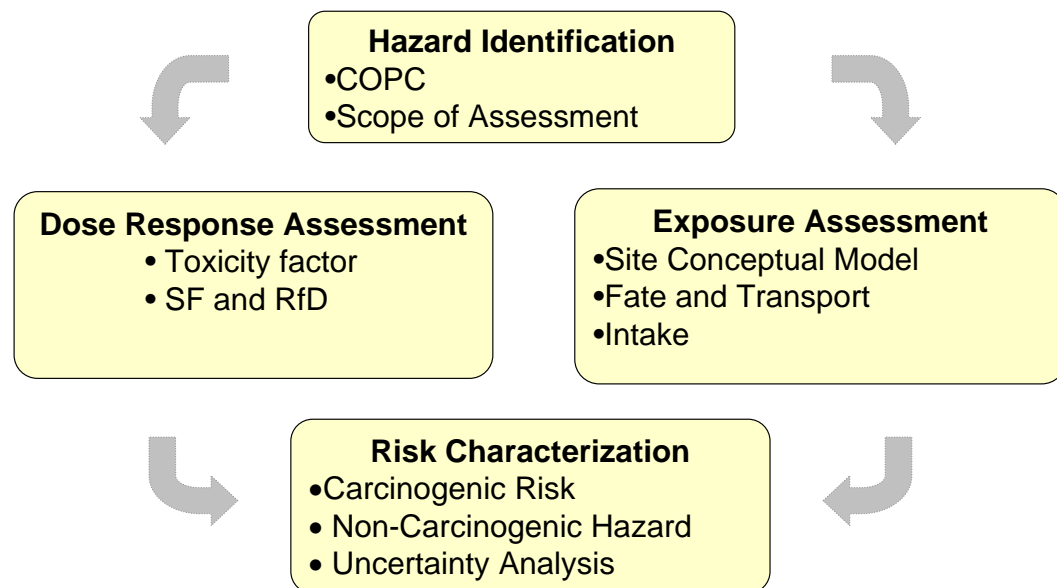 Hazard Identification
•COPC
•Scope of Assessment
Dose Response Assessment
• Toxicity factor
• SF and RfD
Exposure Assessment
•Site Conceptual Model
•Fate and Transport
•Intake
Risk Characterization
•Carcinogenic Risk
• Non-Carcinogenic Hazard
• Uncertainty Analysis